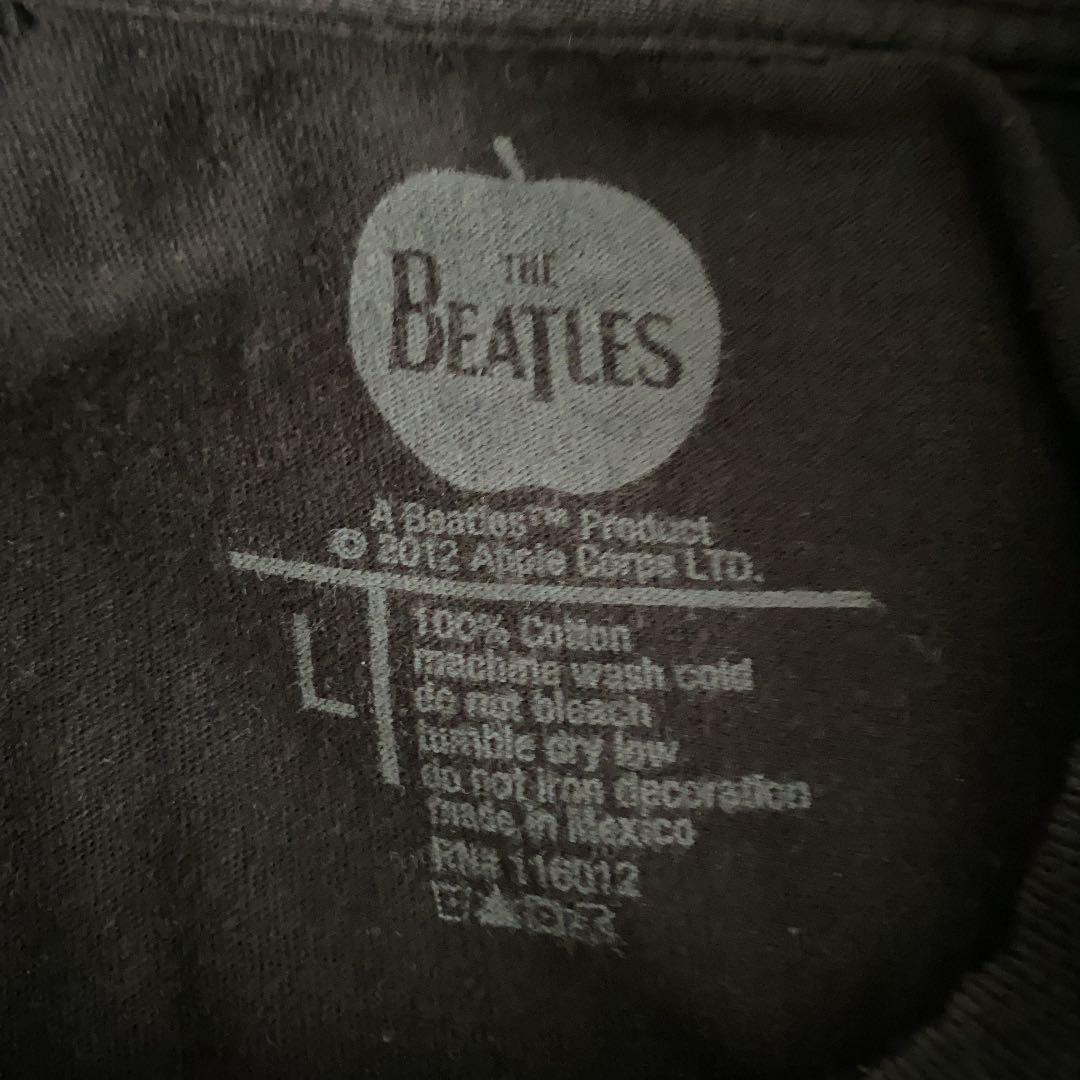 THE
BEATLES
A Beatles™ Product
© 2012 Apple Corps LTD.
L
100% Cotton
machine wash cold
do not bleach
tumble dry low
do not iron decoration
made in Mexico
RN# 116012